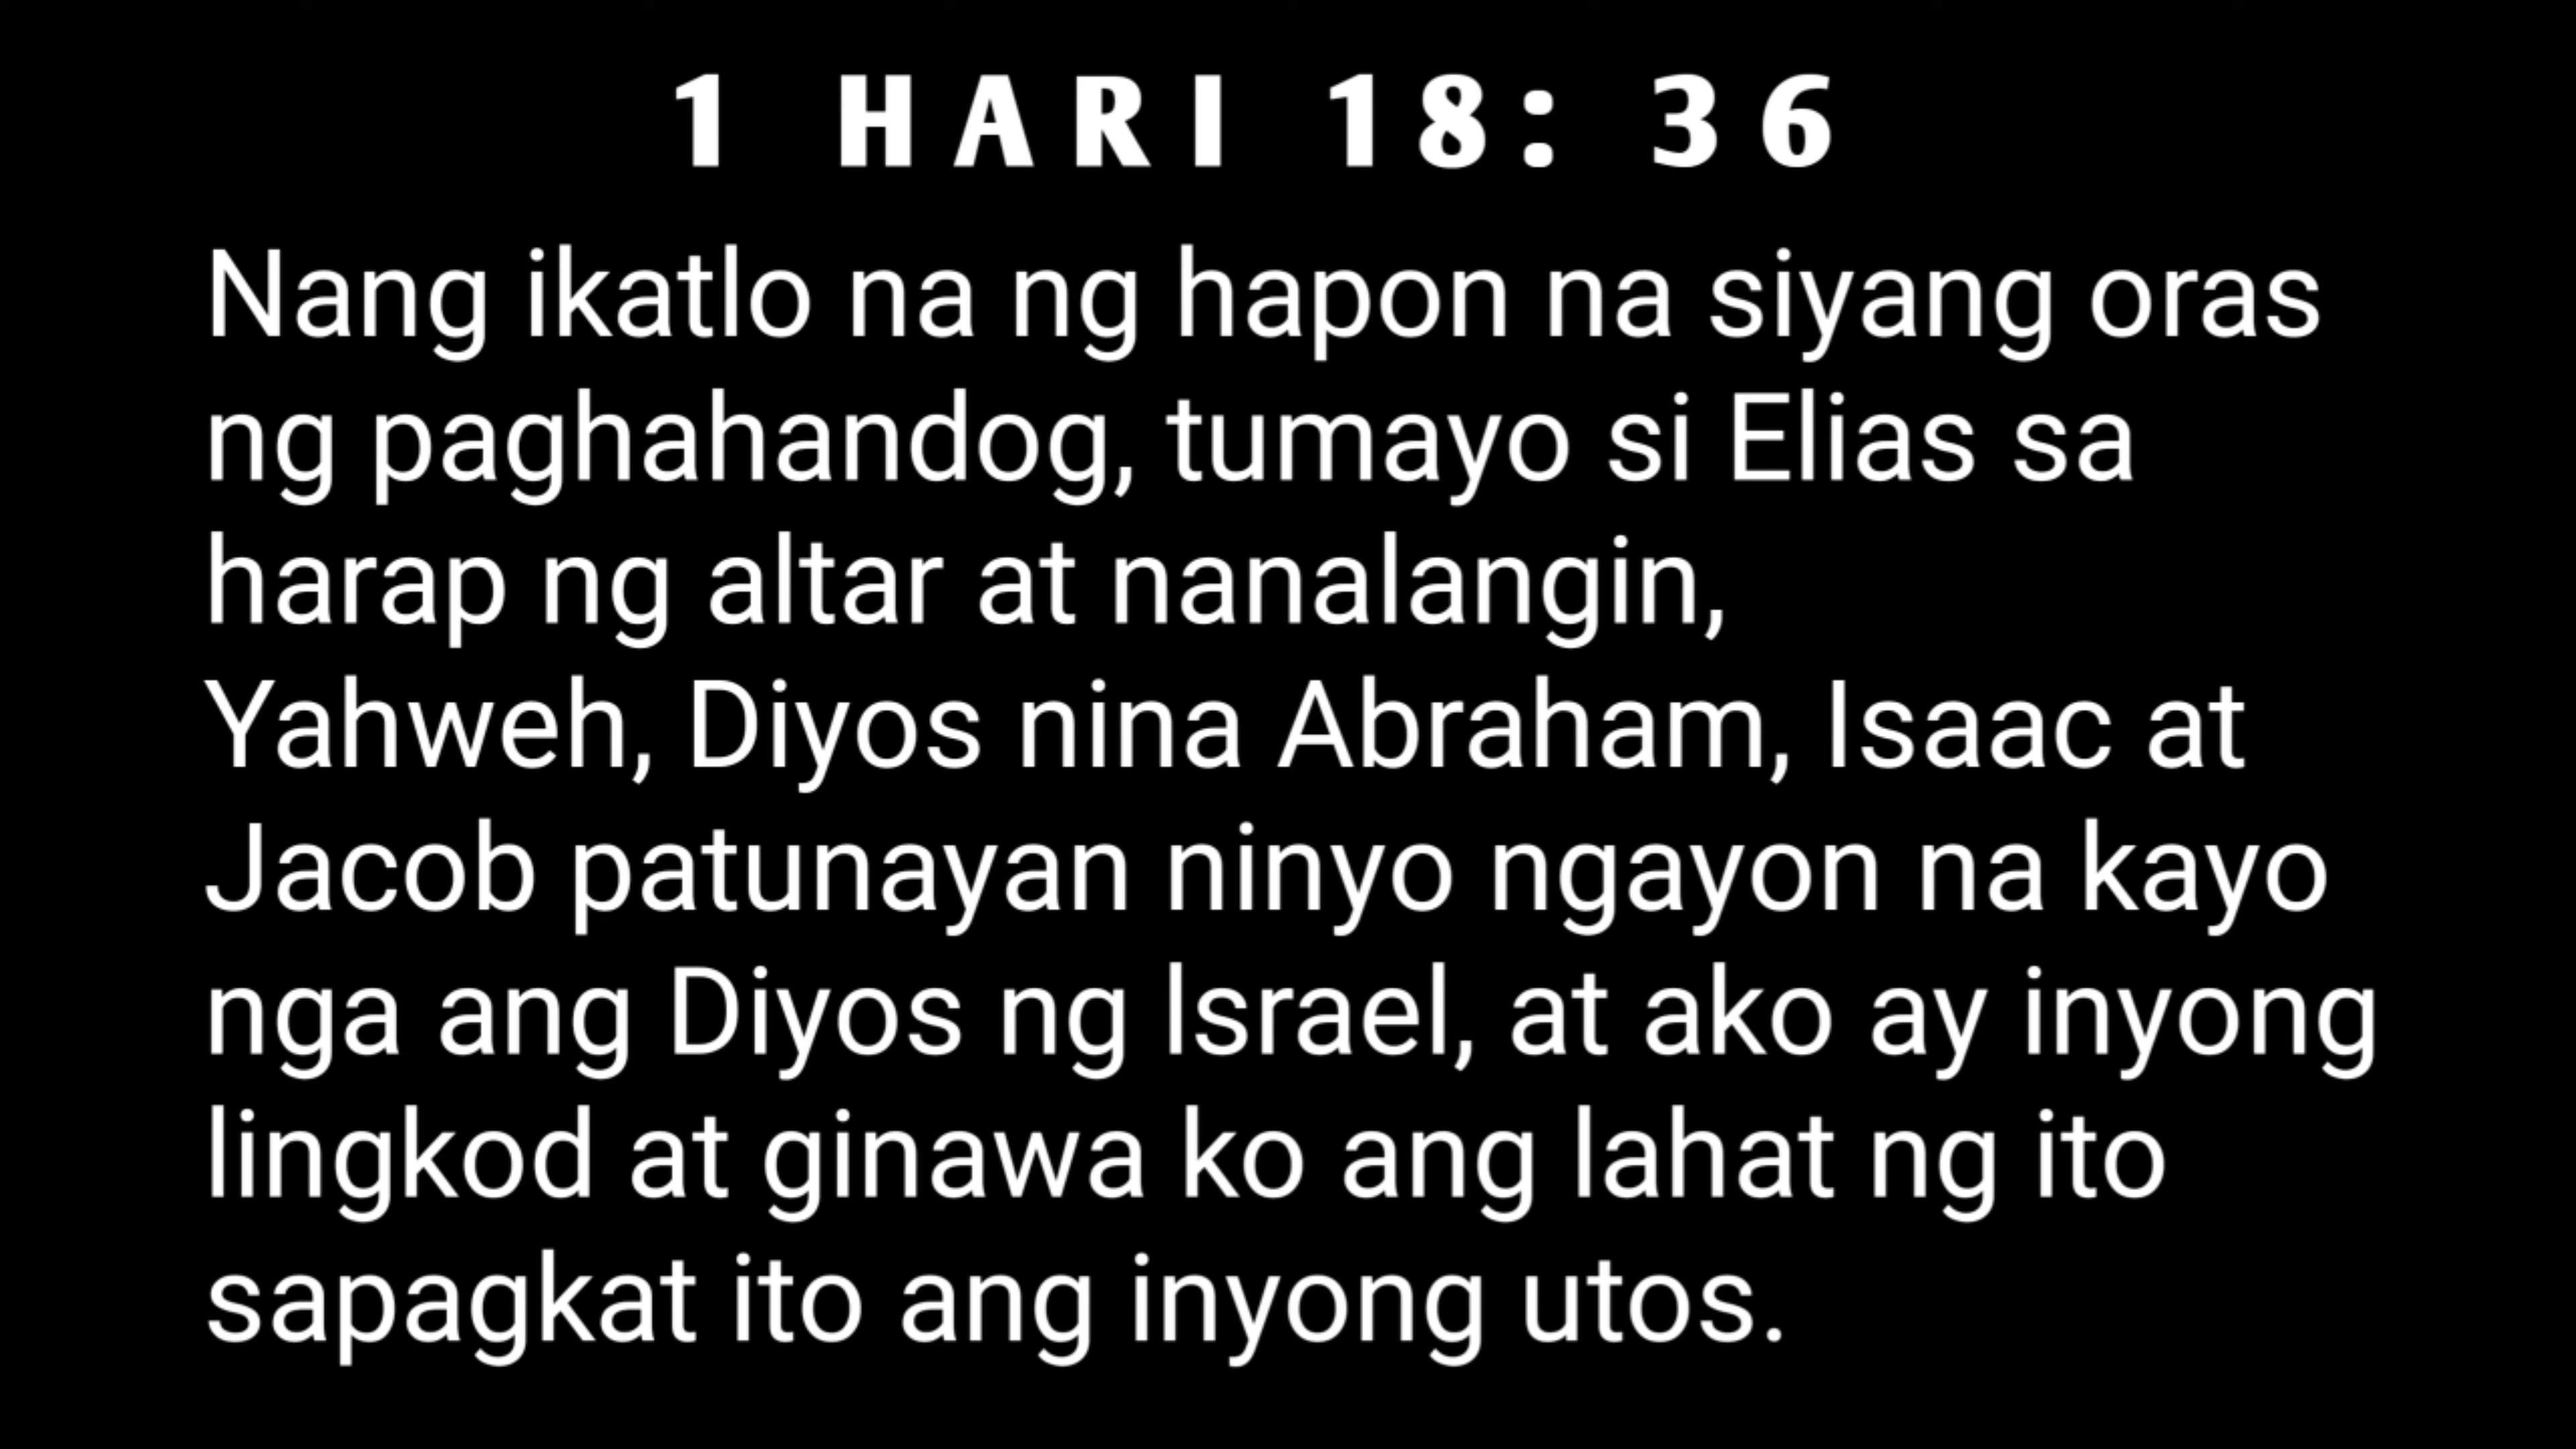 1 HARI 18: 36
Nang ikatlo na ng hapon na siyang oras
ng paghahandog, tumayo si Elias sa
harap ng altar at nanalangin,
Yahweh, Diyos nina Abraham, Isaac at
Jacob patunayan ninyo ngayon na kayo
nga ang Diyos ng Israel, at ako ay inyong
lingkod at ginawa ko ang lahat ng ito
sapagkat ito ang inyong utos.